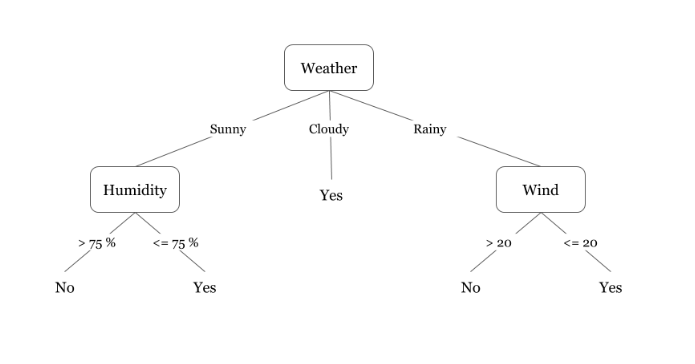 Weather
Sunny
Cloudy
Rainy
Humidity
Yes
Wind
> 75 %
<= 75 %
> 20
<= 20
No
Yes
No
Yes